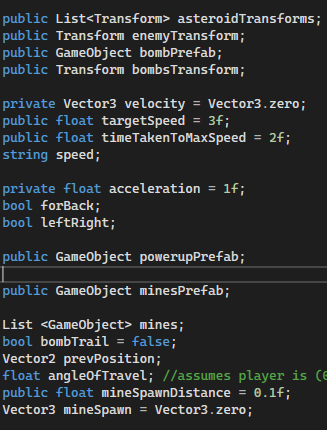 public List<Transform> asteroidTransforms;
public Transform enemyTransform;
public GameObject bombPrefab;
public Transform bombsTransform;
private Vector3 velocity = Vector3.zero;
public float targetSpeed = 3f;
public float timeTakenToMaxSpeed = 2f;
string speed;
private float acceleration = 1f;
bool forBack;
bool leftRight;
public GameObject powerupPrefab;
public GameObject minesPrefab;
List <GameObject> mines;
bool bombTrail = false;
Vector2 prevPosition;
float angleOfTravel; //assumes player is (0
public float mineSpawnDistance = 0.1f;
Vector3 mineSpawn = Vector3.zero;